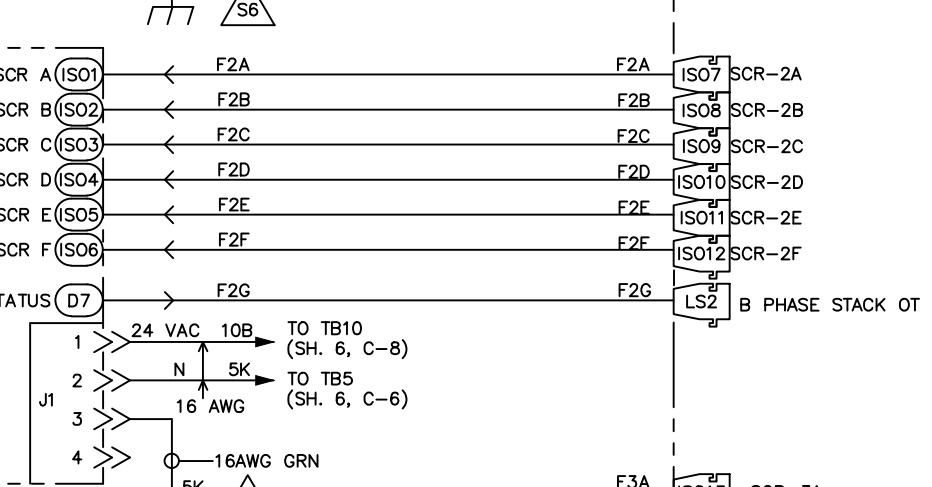 S6
SCR A ISO1 F2A F2A ISO7 SCR-2A
SCR B ISO2 F2B F2B ISO8 SCR-2B
SCR C ISO3 F2C F2C ISO9 SCR-2C
SCR D ISO4 F2D F2D ISO10 SCR-2D
SCR E ISO5 F2E F2E ISO11 SCR-2E
SCR F ISO6 F2F F2F ISO12 SCR-2F
TATUS D7 F2G F2G LS2 B PHASE STACK OT
1 24 VAC 10B TO TB10
(SH. 6, C-8)
2 N 5K TO TB5
(SH. 6, C-6)
J1
16 AWG
3
4 16AWG GRN
5K
F3A